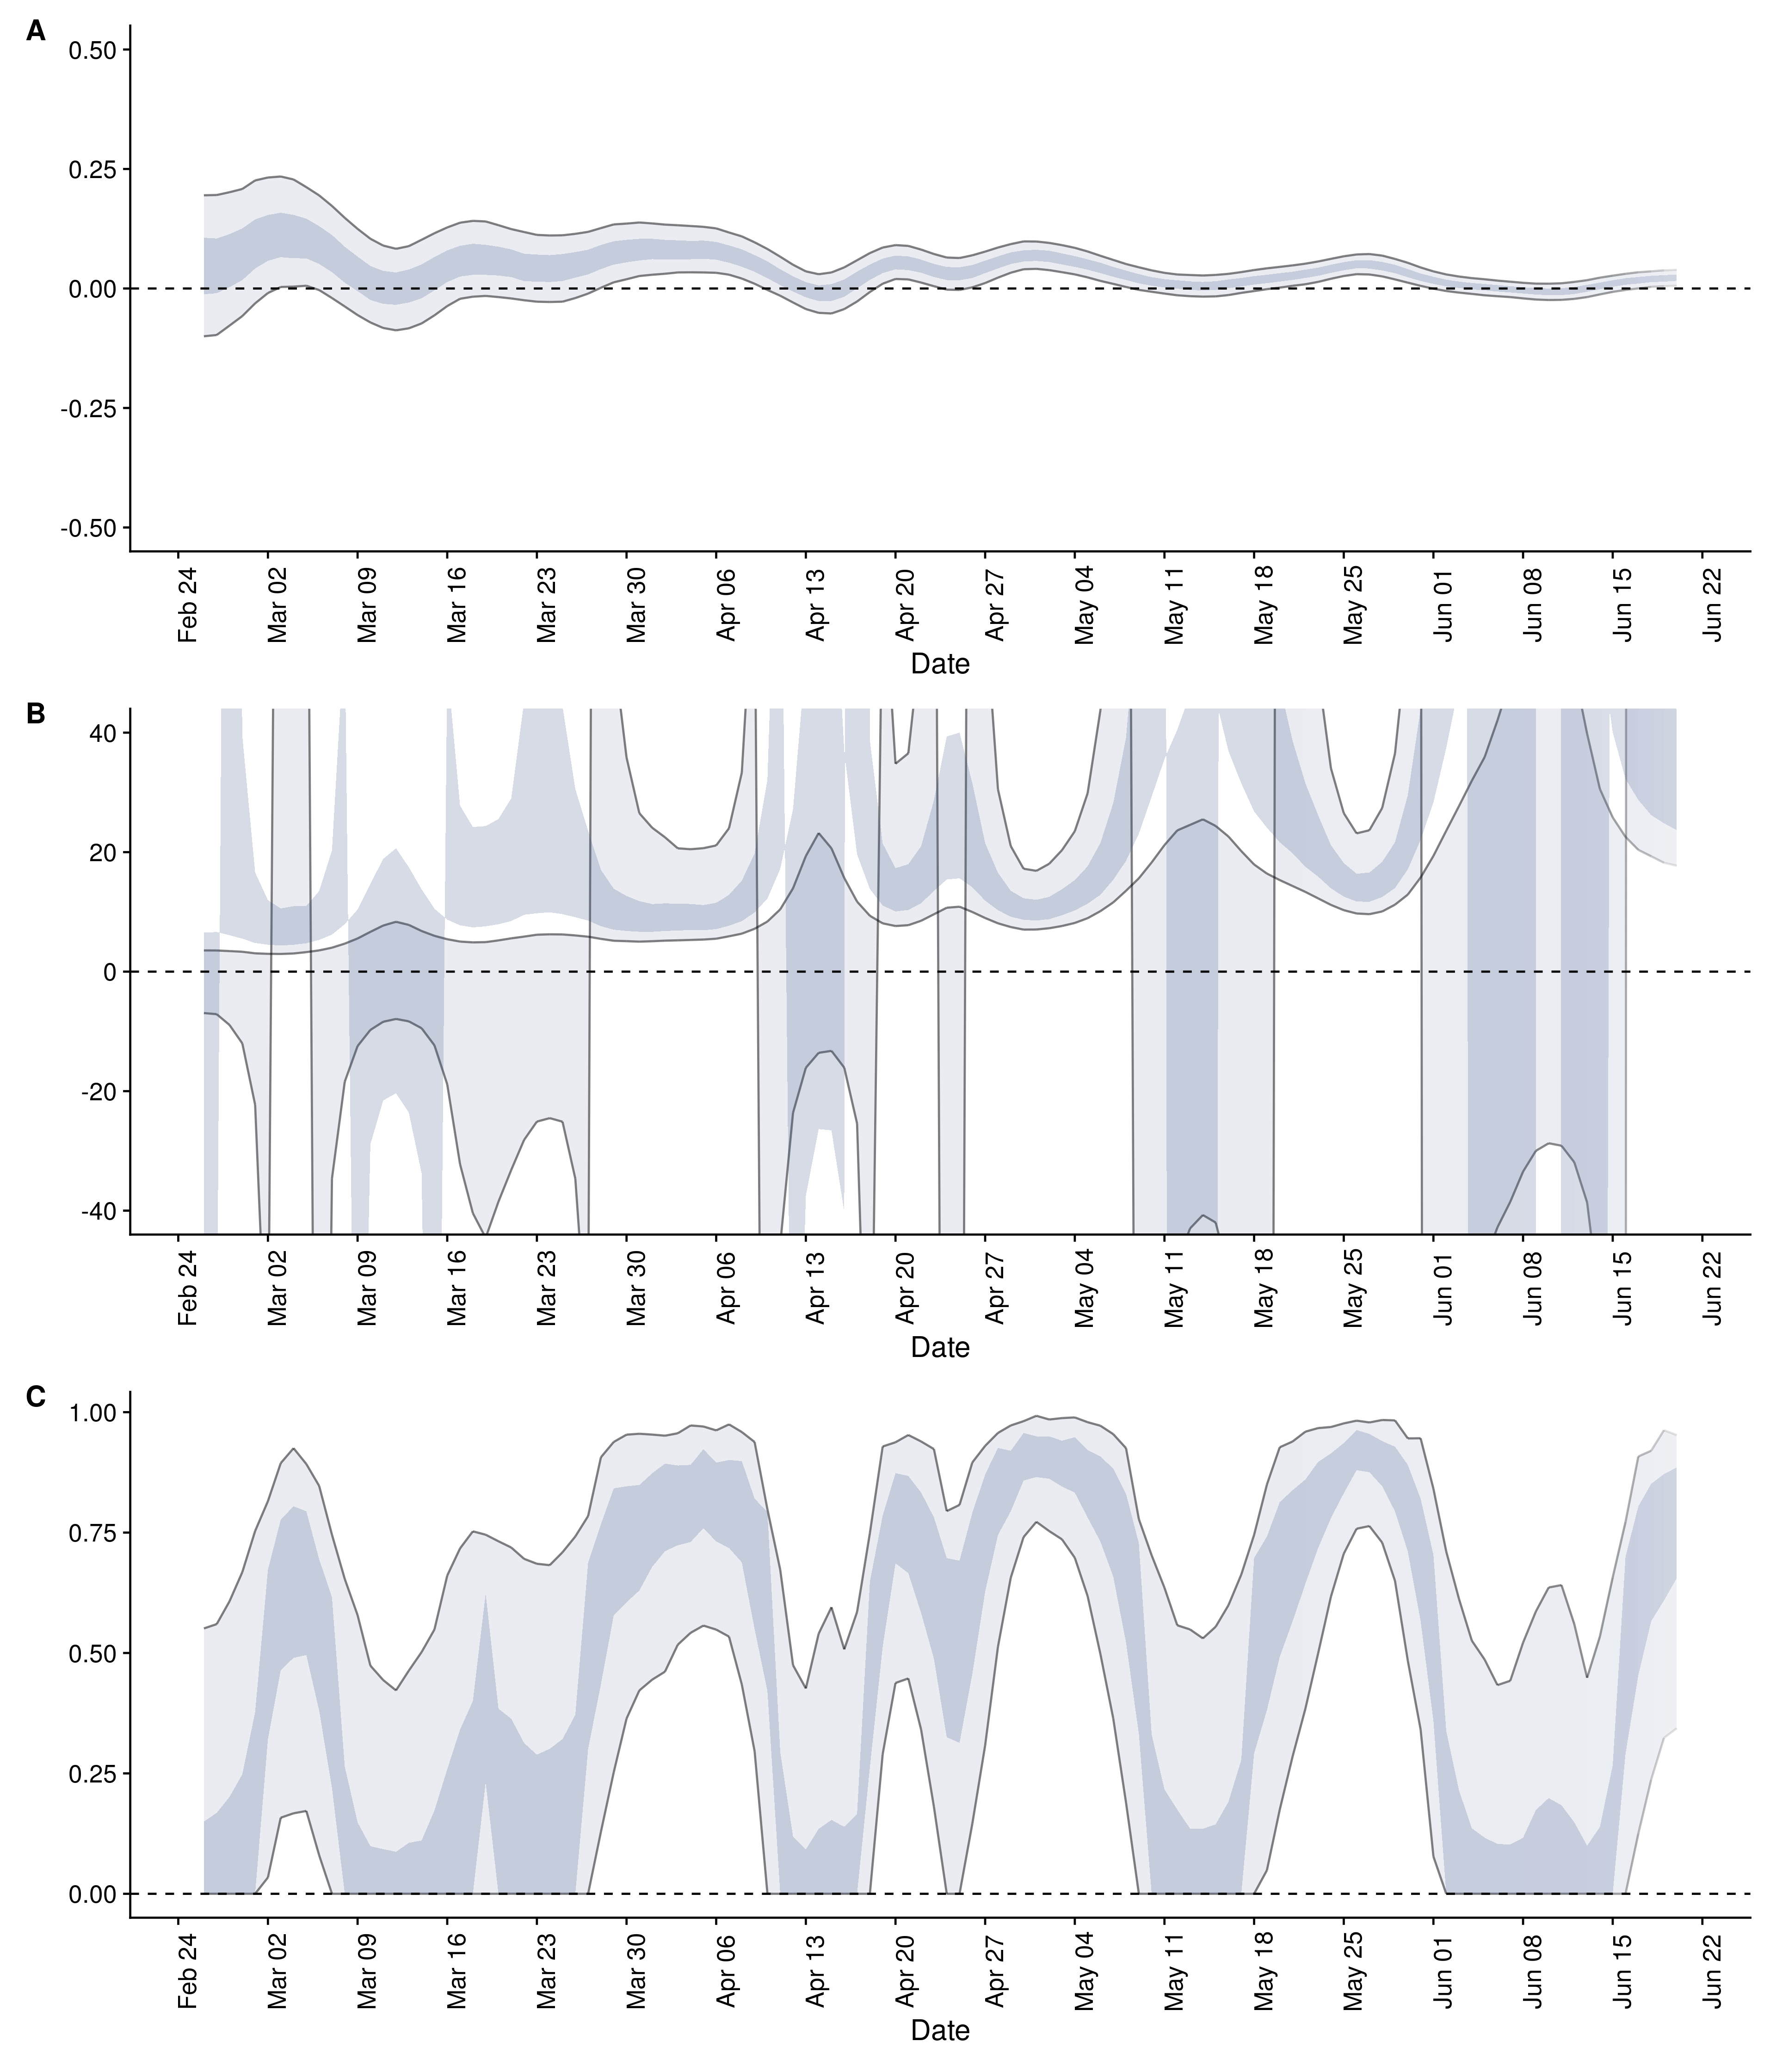 A
0.50
0.25
0.00
-0.25
-0.50
Feb 24
Mar 02
Mar 09
Mar 16
Mar 23
Mar 30
Apr 06
Apr 13
Apr 20
Apr 27
May 04
May 11
May 18
May 25
Jun 01
Jun 08
Jun 15
Jun 22
Date
B
40
20
0
-20
-40
Feb 24
Mar 02
Mar 09
Mar 16
Mar 23
Mar 30
Apr 06
Apr 13
Apr 20
Apr 27
May 04
May 11
May 18
May 25
Jun 01
Jun 08
Jun 15
Jun 22
Date
C
1.00
0.75
0.50
0.25
0.00
Feb 24
Mar 02
Mar 09
Mar 16
Mar 23
Mar 30
Apr 06
Apr 13
Apr 20
Apr 27
May 04
May 11
May 18
May 25
Jun 01
Jun 08
Jun 15
Jun 22
Date